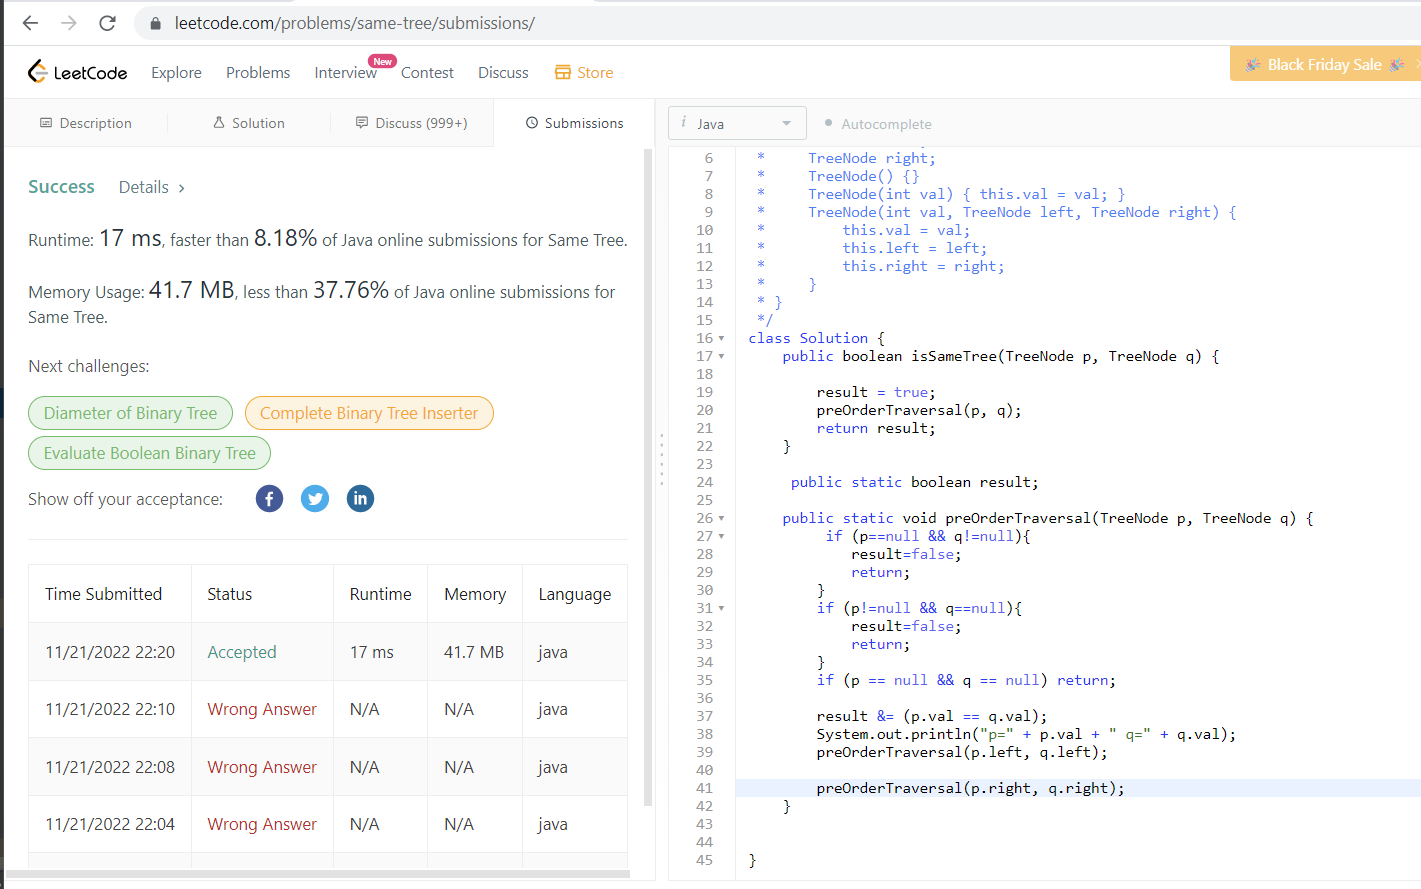 leetcode.com/problems/same-tree/submissions/
LeetCode Explore Problems Interview New Contest Discuss Store
🎉 Black Friday Sale 🎉
Description Solution Discuss (999+) Submissions
Success Details >
Runtime: 17 ms, faster than 8.18% of Java online submissions for Same Tree.
Memory Usage: 41.7 MB, less than 37.76% of Java online submissions for
Same Tree.
Next challenges:
Diameter of Binary Tree Complete Binary Tree Inserter
Evaluate Boolean Binary Tree
Show off your acceptance: f in
Time Submitted Status Runtime Memory Language
11/21/2022 22:20 Accepted 17 ms 41.7 MB java
11/21/2022 22:10 Wrong Answer N/A N/A java
11/21/2022 22:08 Wrong Answer N/A N/A java
11/21/2022 22:04 Wrong Answer N/A N/A java
i Java Autocomplete
6 *     TreeNode right;
7 *     TreeNode() {}
8 *     TreeNode(int val) { this.val = val; }
9 *     TreeNode(int val, TreeNode left, TreeNode right) {
10 *         this.val = val;
11 *         this.left = left;
12 *         this.right = right;
13 *     }
14 * }
15 */
16 class Solution {
17     public boolean isSameTree(TreeNode p, TreeNode q) {
18
19         result = true;
20         preOrderTraversal(p, q);
21         return result;
22     }
23
24      public static boolean result;
25
26     public static void preOrderTraversal(TreeNode p, TreeNode q) {
27          if (p==null && q!=null){
28             result=false;
29             return;
30         }
31         if (p!=null && q==null){
32             result=false;
33             return;
34         }
35         if (p == null && q == null) return;
36
37         result &= (p.val == q.val);
38         System.out.println("p=" + p.val + " q=" + q.val);
39         preOrderTraversal(p.left, q.left);
40
41         preOrderTraversal(p.right, q.right);
42     }
43
44
45 }